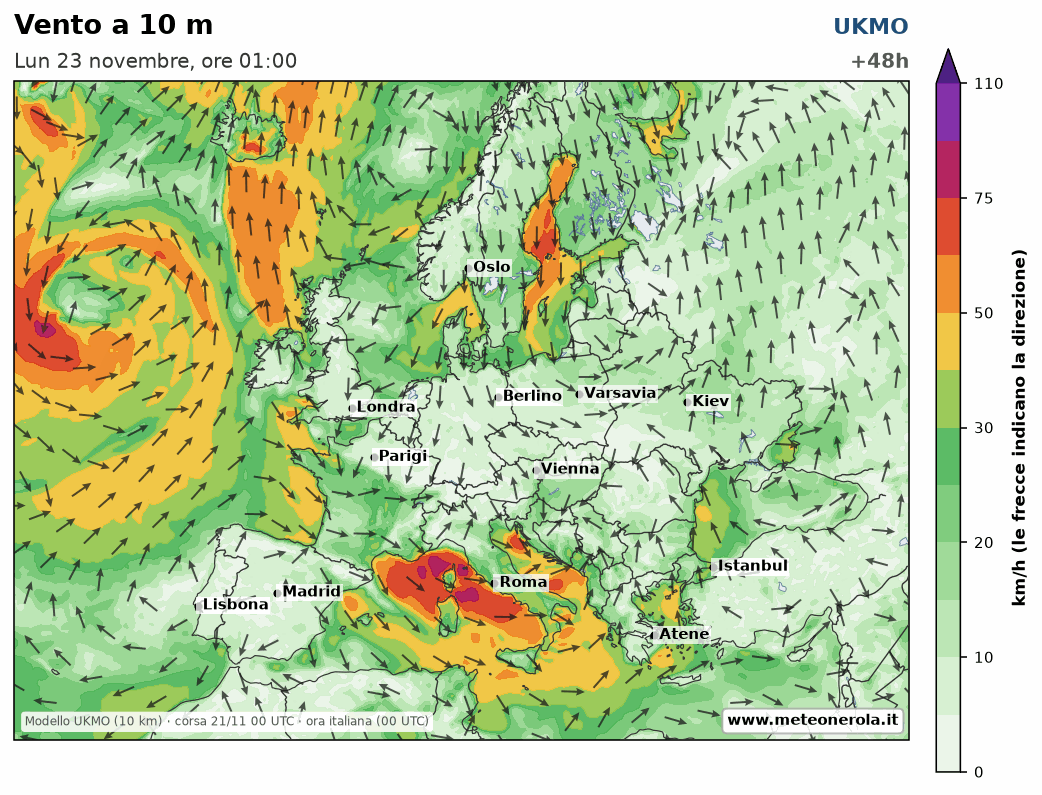 Vento a 10 m
UKMO
Lun 23 novembre, ore 01:00
+48h
110
75
50
30
20
10
0
km/h (le frecce indicano la direzione)
Oslo
Berlino
Varsavia
Kiev
Londra
Parigi
Vienna
Istanbul
Roma
Madrid
Lisbona
Atene
Modello UKMO (10 km) · corsa 21/11 00 UTC · ora italiana (00 UTC)
www.meteonerola.it